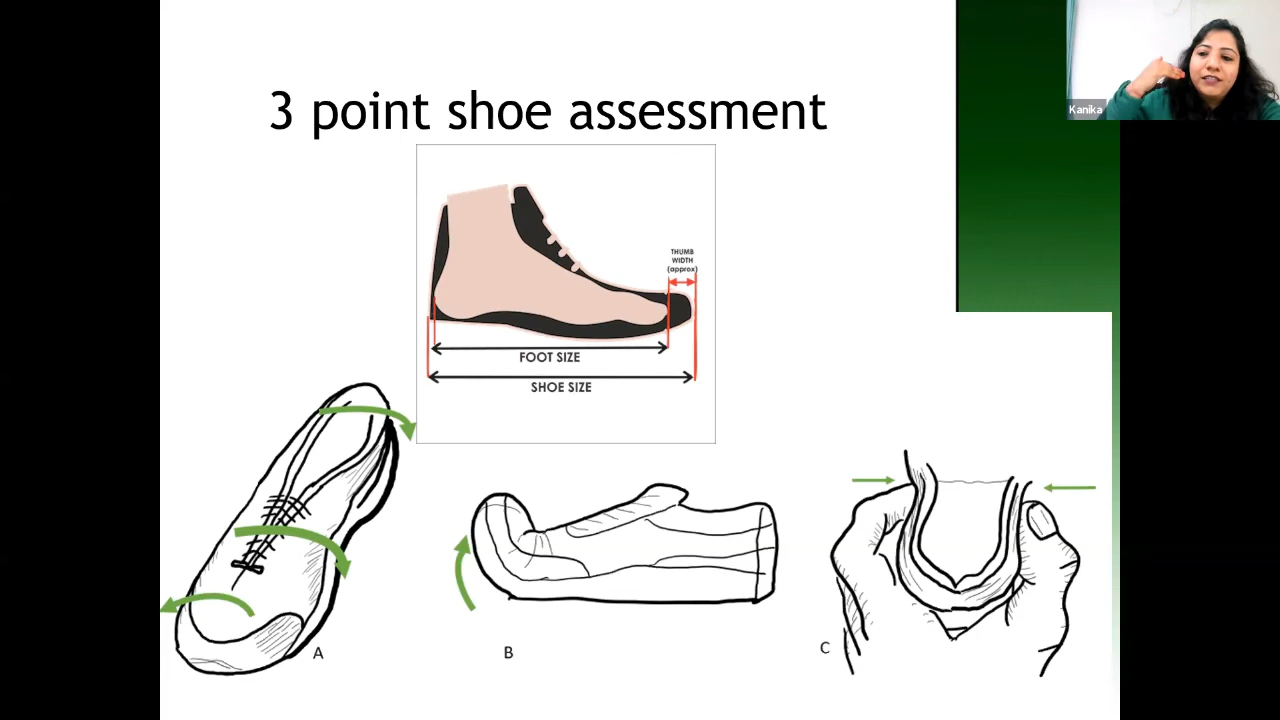 3 point shoe assessment
Kanika
THUMB
WIDTH
(approx)
FOOT SIZE
SHOE SIZE
A
B
C